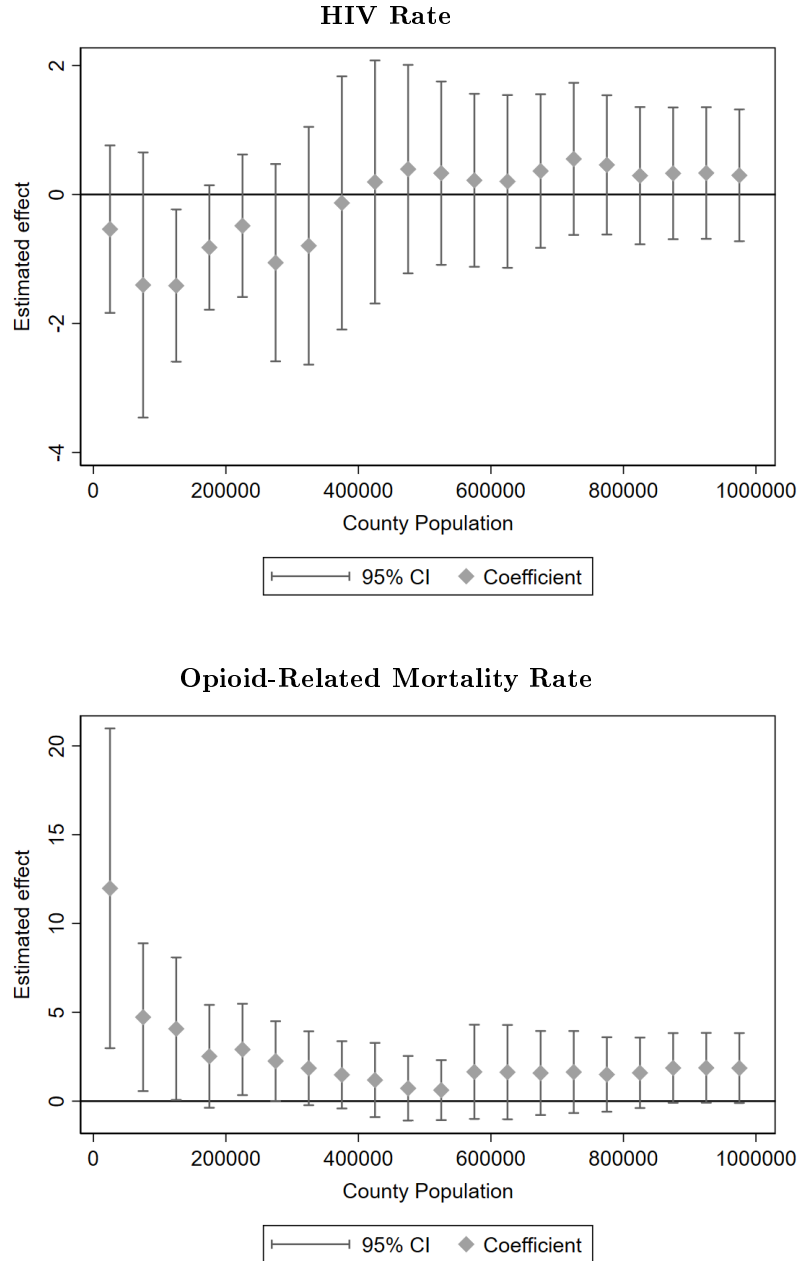 HIV Rate
2
0
-2
-4
Estimated effect
0 200000 400000 600000 800000 1000000
County Population
95% CI Coefficient
Opioid-Related Mortality Rate
20
15
10
5
0
Estimated effect
0 200000 400000 600000 800000 1000000
County Population
95% CI Coefficient